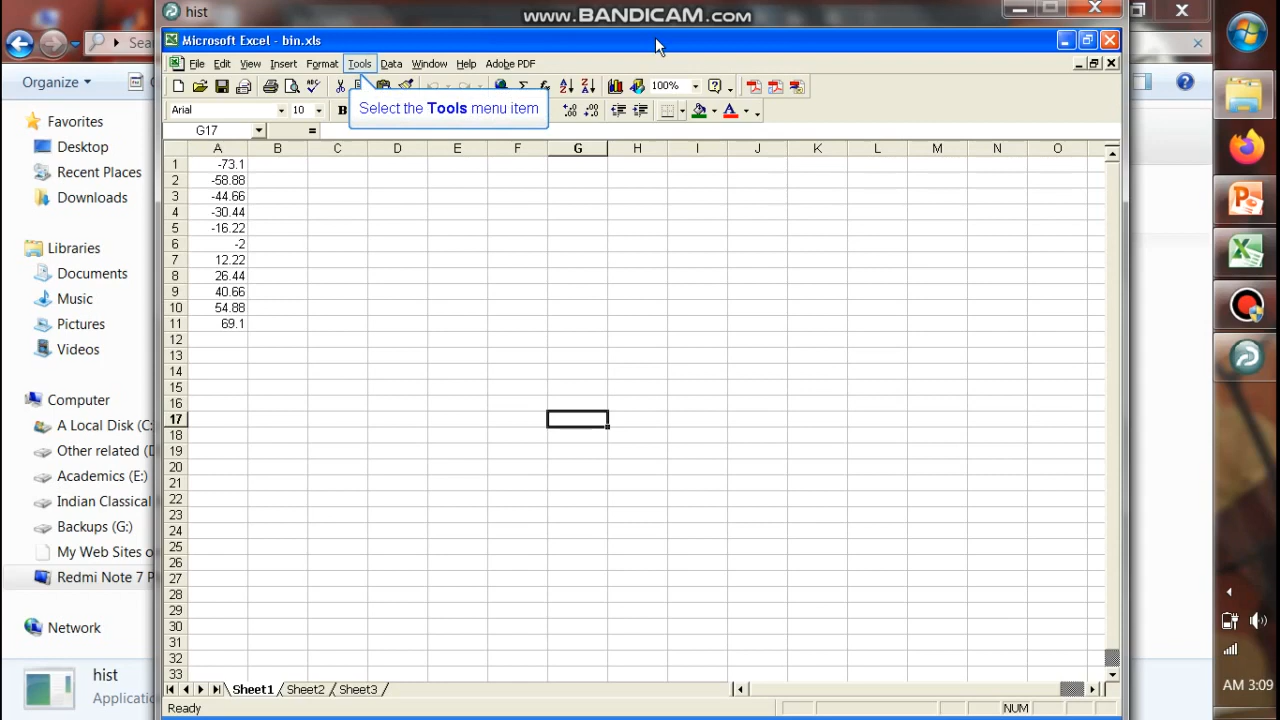 hist
www.BANDICAM.com
Sea
Organize
Favorites
Desktop
Recent Places
Downloads
Libraries
Documents
Music
Pictures
Videos
Computer
A Local Disk (C:
Other related (D
Academics (E:)
Indian Classical
Backups (G:)
My Web Sites o
Redmi Note 7 P
Network
hist
Applicatio
Microsoft Excel - bin.xls
File Edit View Insert Format Tools Data Window Help Adobe PDF
100%
Select the Tools menu item
Arial 10 B
G17 =
A B C D E F G H I J K L M N O
1 -73.1
2 -58.88
3 -44.66
4 -30.44
5 -16.22
6 -2
7 12.22
8 26.44
9 40.66
10 54.88
11 69.1
12
13
14
15
16
17
18
19
20
21
22
23
24
25
26
27
28
29
30
31
32
33
Sheet1 Sheet2 Sheet3
Ready NUM
AM 3:09